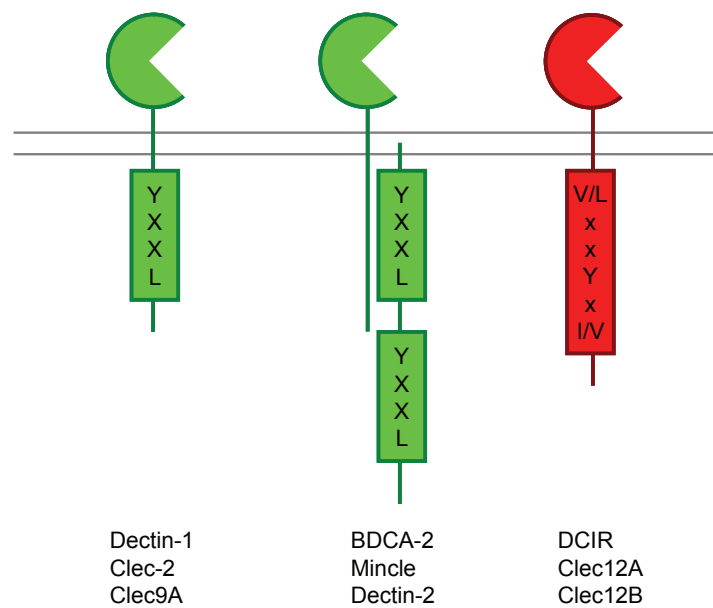 Y
X
X
L
Y
X
X
L
Y
X
X
L
V/L
x
x
Y
x
I/V
Dectin-1
Clec-2
Clec9A
BDCA-2
Mincle
Dectin-2
DCIR
Clec12A
Clec12B